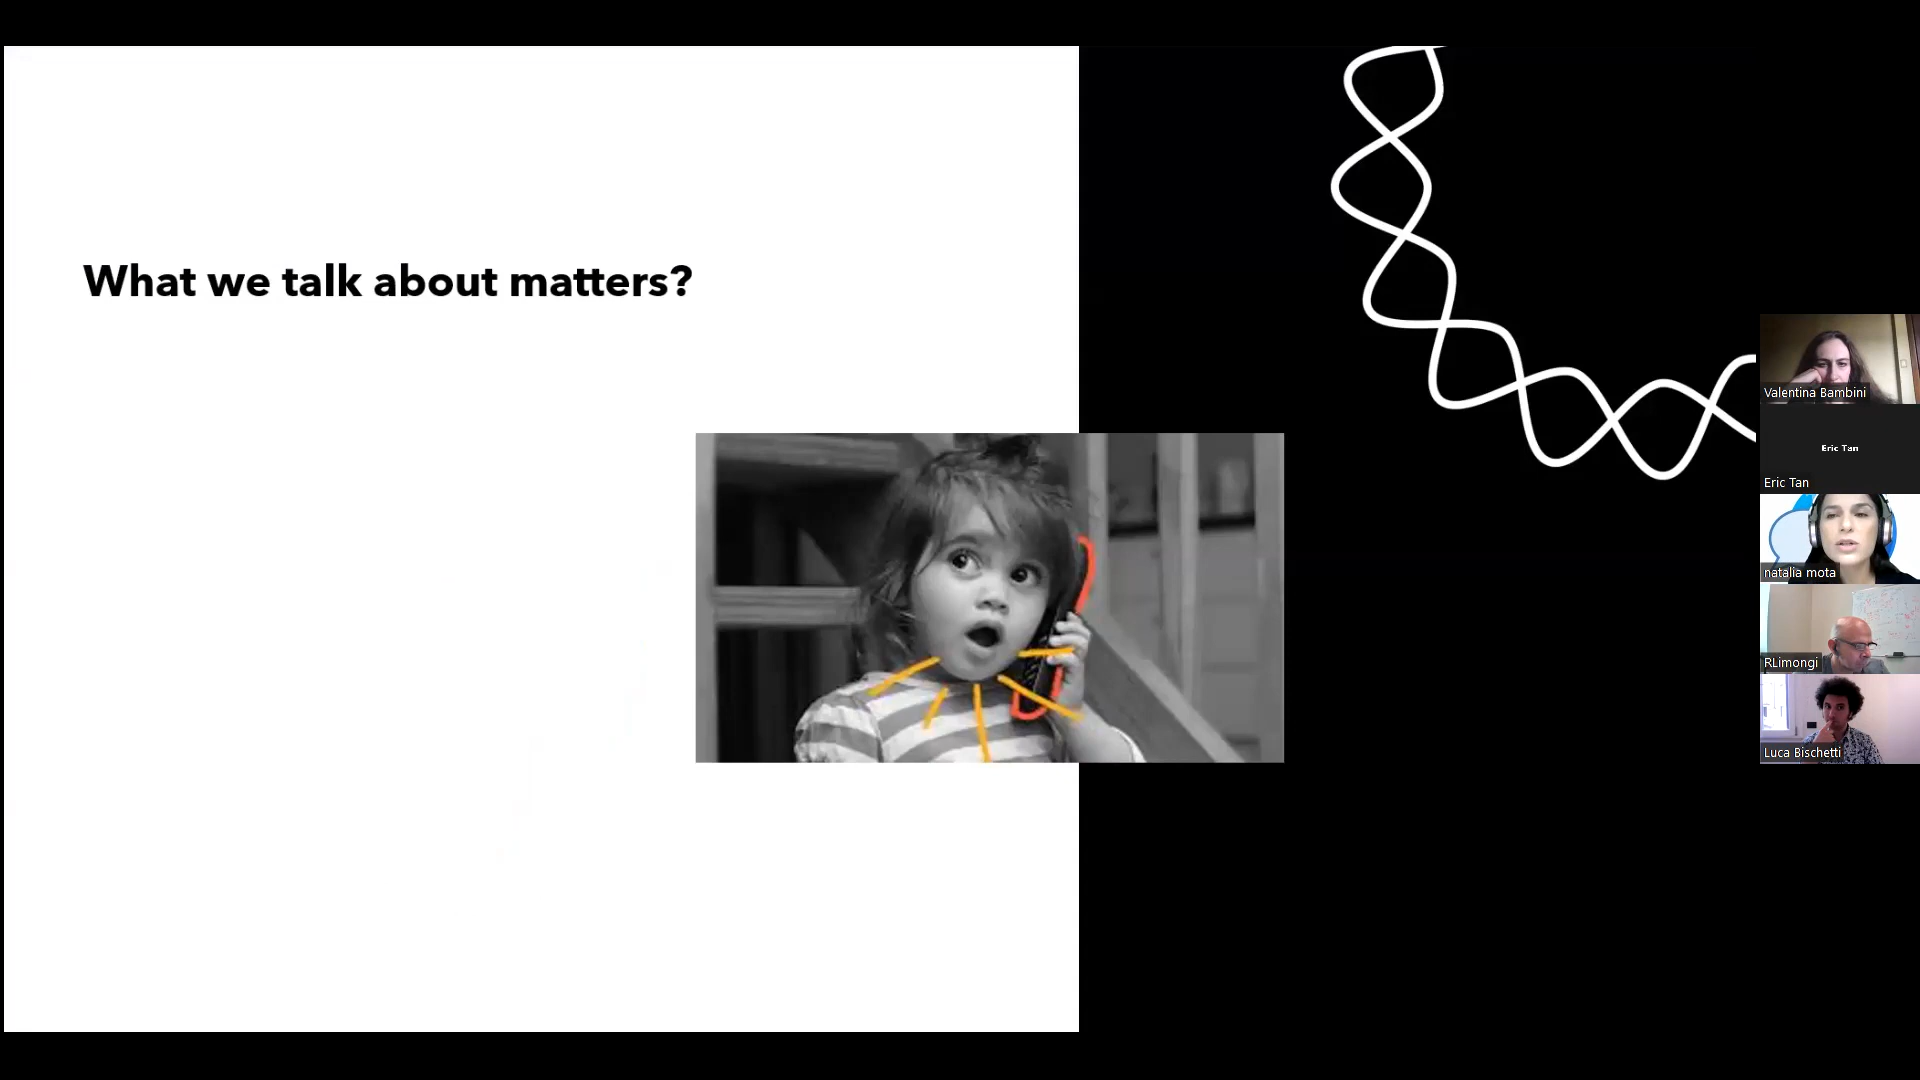 What we talk about matters?
Valentina Bambini
Eric Tan
Eric Tan
natalia mota
RLimongi
Luca Bischetti